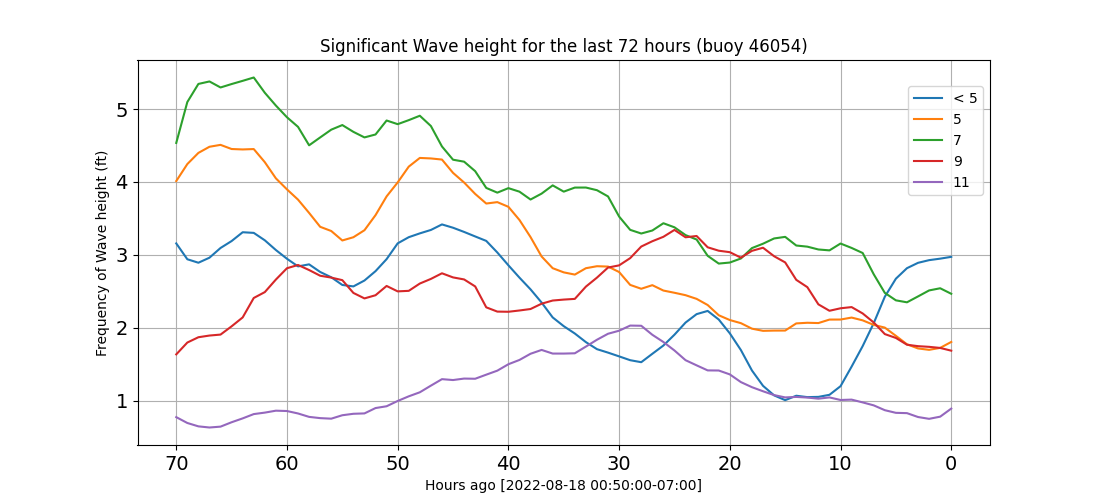 Significant Wave height for the last 72 hours (buoy 46054)
Frequency of Wave height (ft)
5
4
3
2
1
< 5
5
7
9
11
70 60 50 40 30 20 10 0
Hours ago [2022-08-18 00:50:00-07:00]